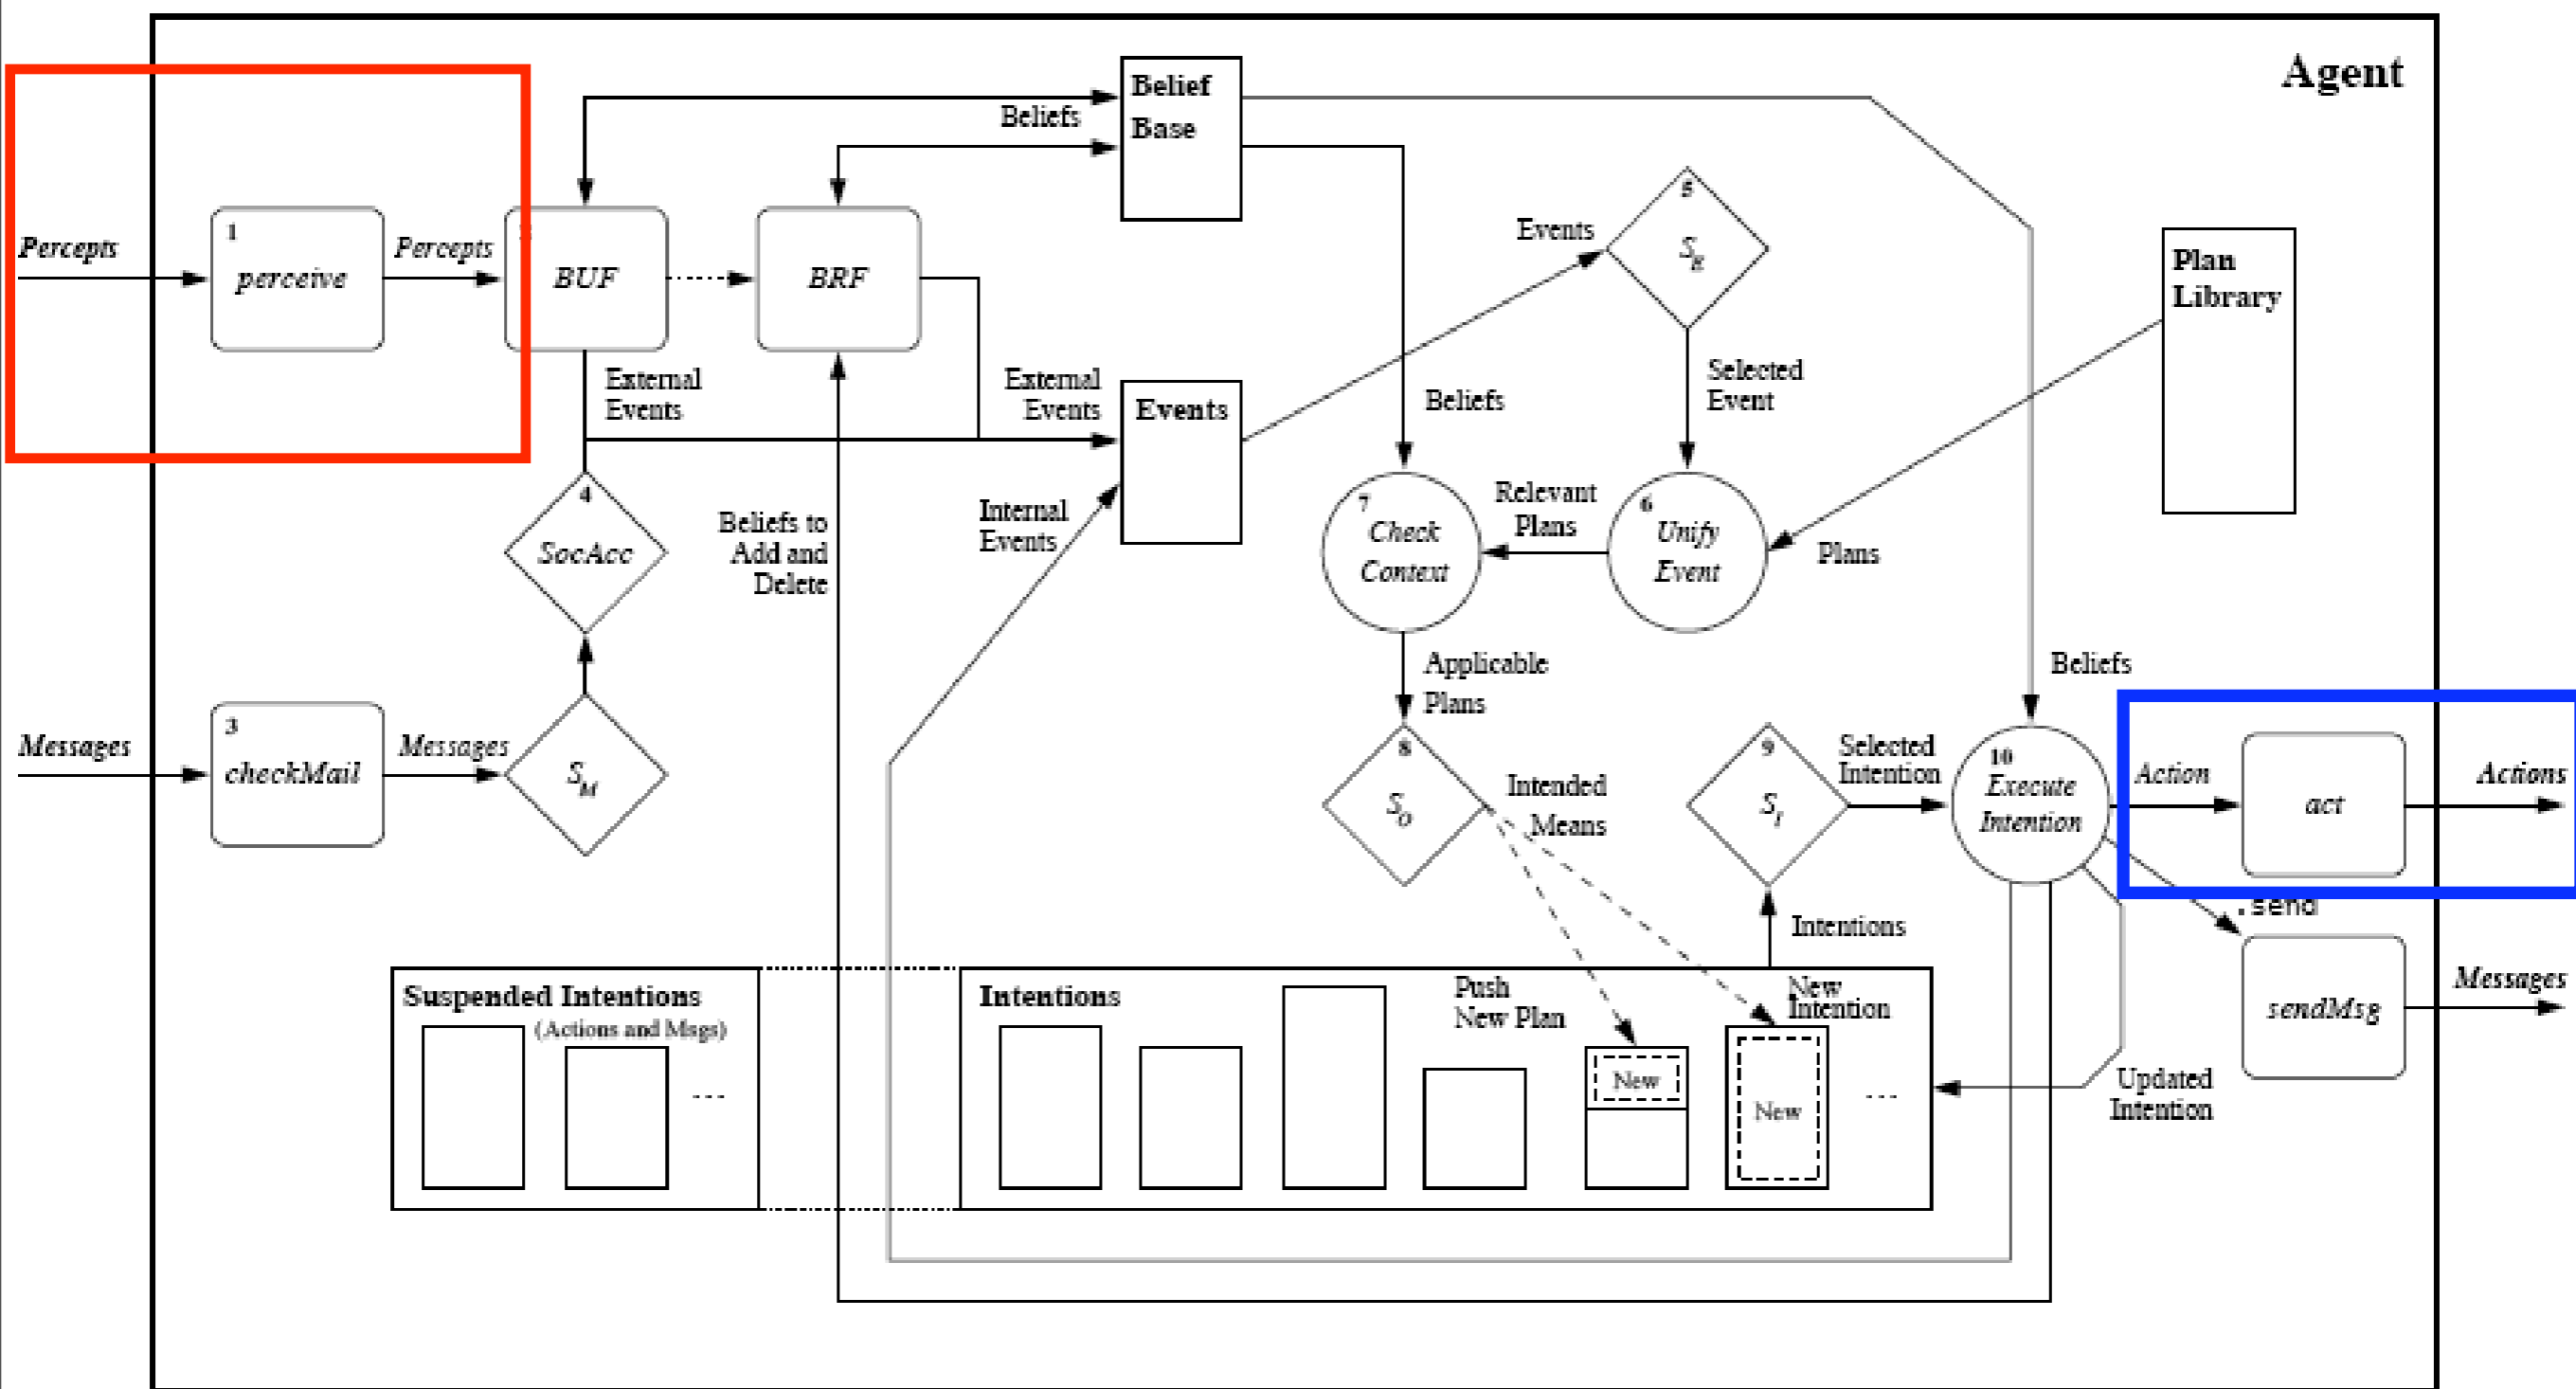 Agent
Belief
Base
Beliefs
Percepts
1
perceive
Percepts
2
BUF
BRF
5
S_E
Events
Plan
Library
External
Events
External
Events
Events
Beliefs
Selected
Event
4
SocAcc
Beliefs to
Add and
Delete
Internal
Events
7
Check
Context
Relevant
Plans
6
Unify
Event
Plans
Applicable
Plans
Beliefs
Messages
3
checkMail
Messages
S_M
8
S_O
Intended
Means
9
S_I
Selected
Intention
10
Execute
Intention
Action
act
Actions
.send
Intentions
sendMsg
Messages
Suspended Intentions
(Actions and Msgs)
...
Intentions
Push
New Plan
New
Intention
New
New
...
Updated
Intention